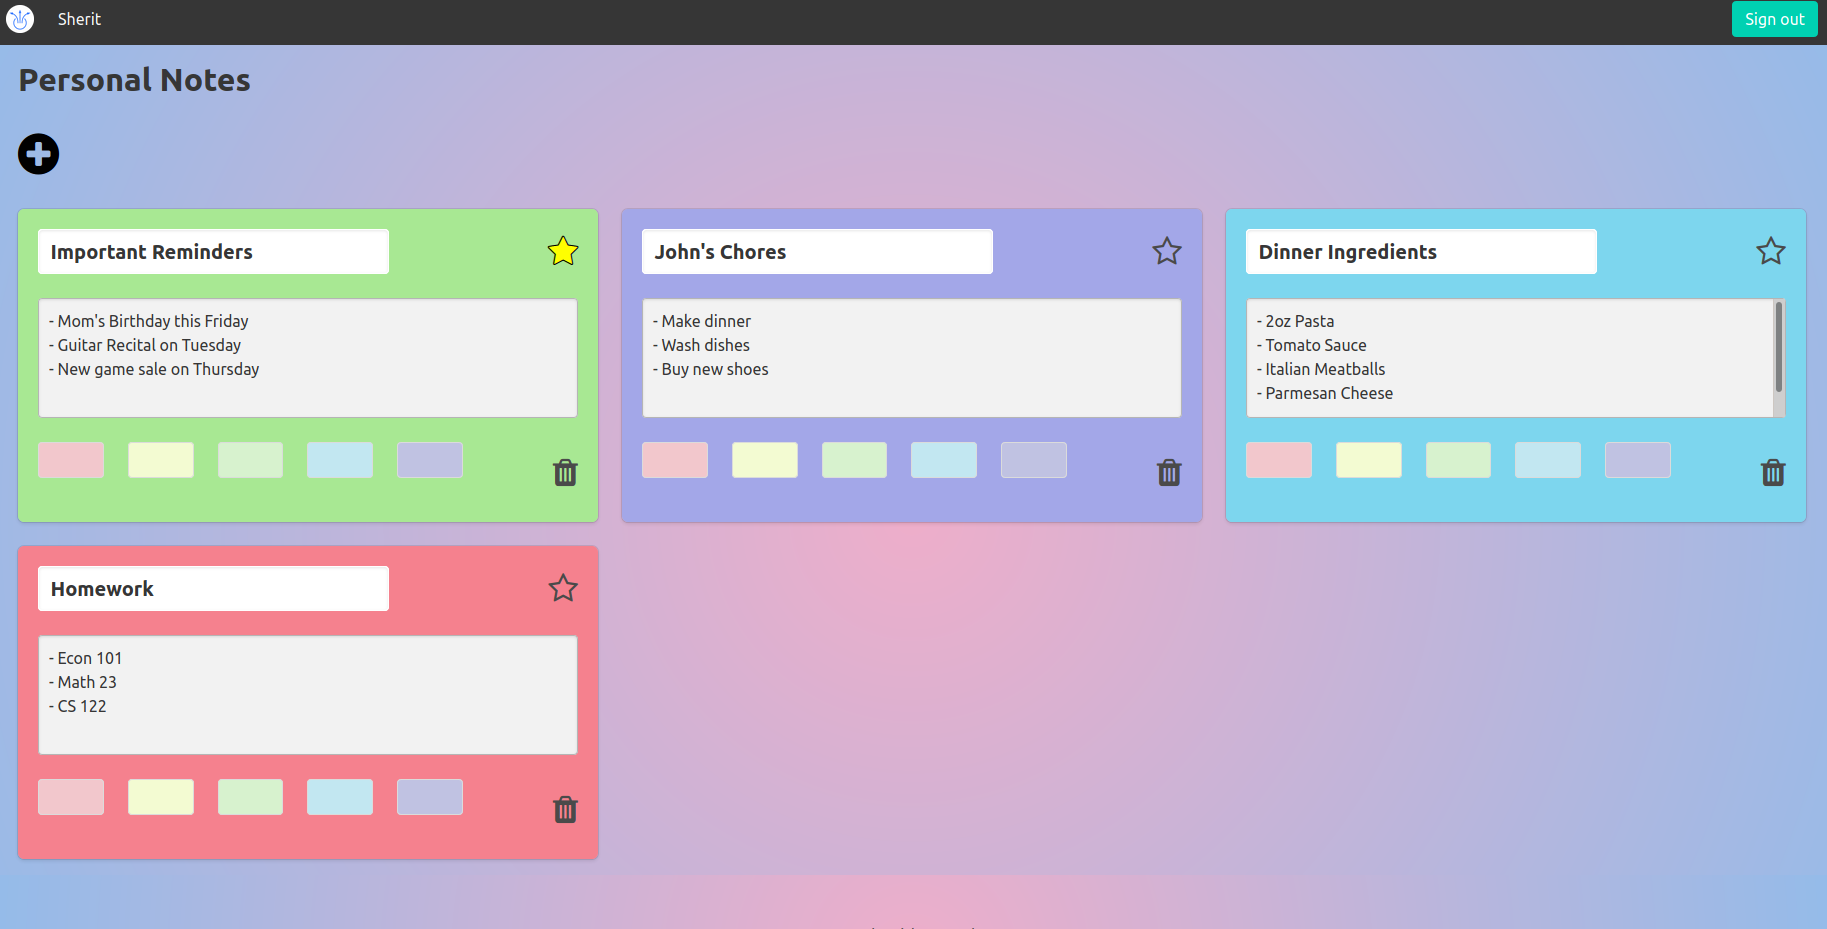 Sherit
Sign out
Personal Notes
Important Reminders
- Mom's Birthday this Friday
- Guitar Recital on Tuesday
- New game sale on Thursday
John's Chores
- Make dinner
- Wash dishes
- Buy new shoes
Dinner Ingredients
- 2oz Pasta
- Tomato Sauce
- Italian Meatballs
- Parmesan Cheese
Homework
- Econ 101
- Math 23
- CS 122